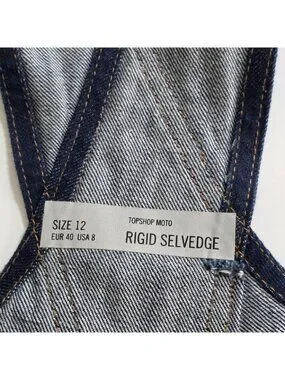 SIZE 12
EUR 40 USA 8
TOPSHOP MOTO
RIGID SELVEDGE